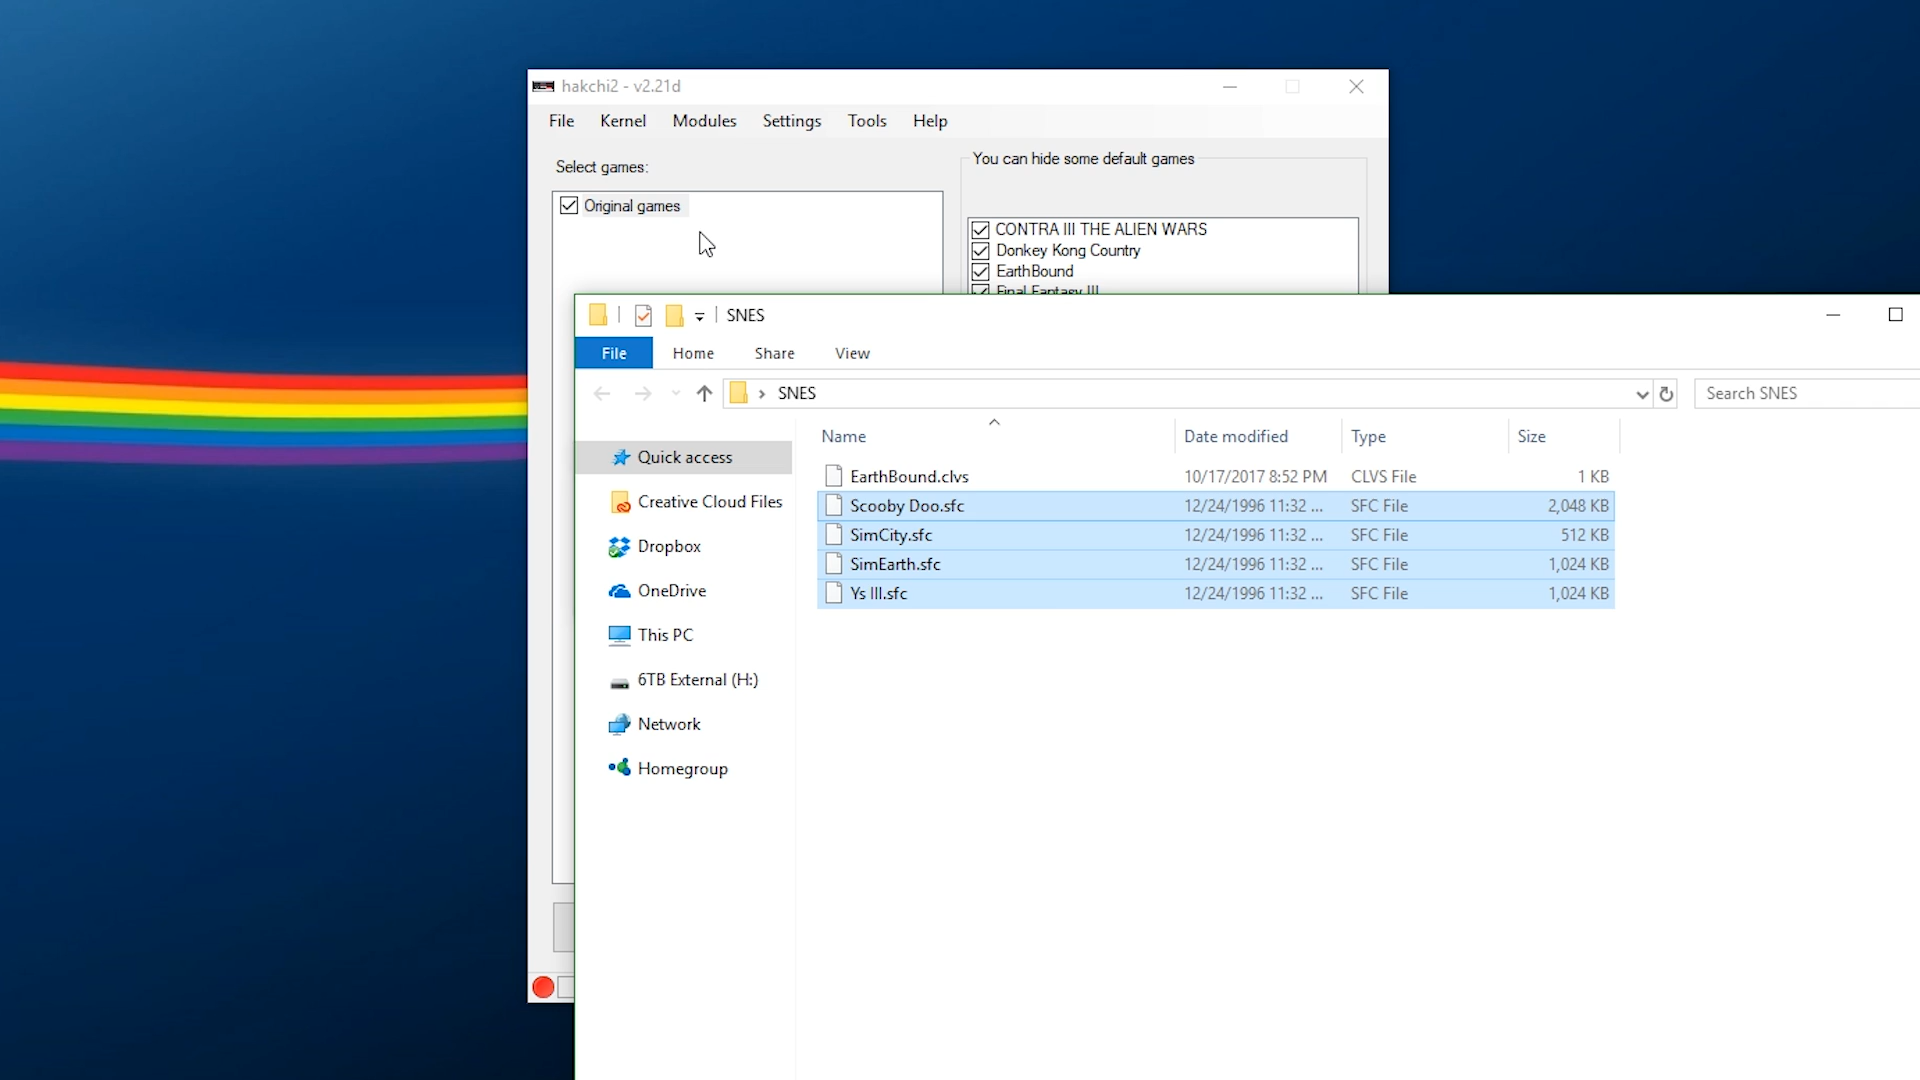 hakchi2 - v2.21d
File Kernel Modules Settings Tools Help
Select games:
You can hide some default games
Original games
CONTRA III THE ALIEN WARS
Donkey Kong Country
EarthBound
Final Fantasy III
SNES
File Home Share View
SNES
Search SNES
Name Date modified Type Size
Quick access
Creative Cloud Files
Dropbox
OneDrive
This PC
6TB External (H:)
Network
Homegroup
EarthBound.clvs 10/17/2017 8:52 PM CLVS File 1 KB
Scooby Doo.sfc 12/24/1996 11:32 ... SFC File 2,048 KB
SimCity.sfc 12/24/1996 11:32 ... SFC File 512 KB
SimEarth.sfc 12/24/1996 11:32 ... SFC File 1,024 KB
Ys III.sfc 12/24/1996 11:32 ... SFC File 1,024 KB